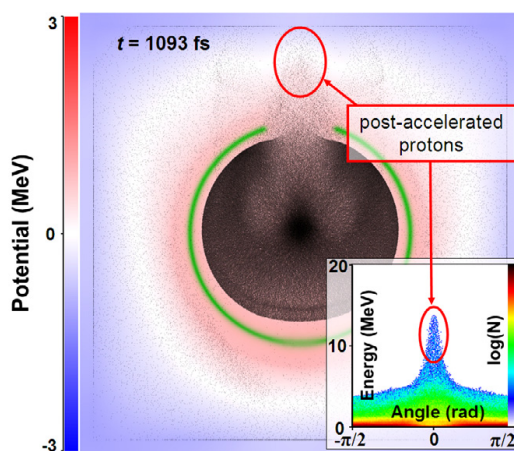 3
t = 1093 fs
post-accelerated
protons
Potential (MeV)
0
-3
20
10
0
Energy (MeV)
log(N)
Angle (rad)
-π/2
0
π/2